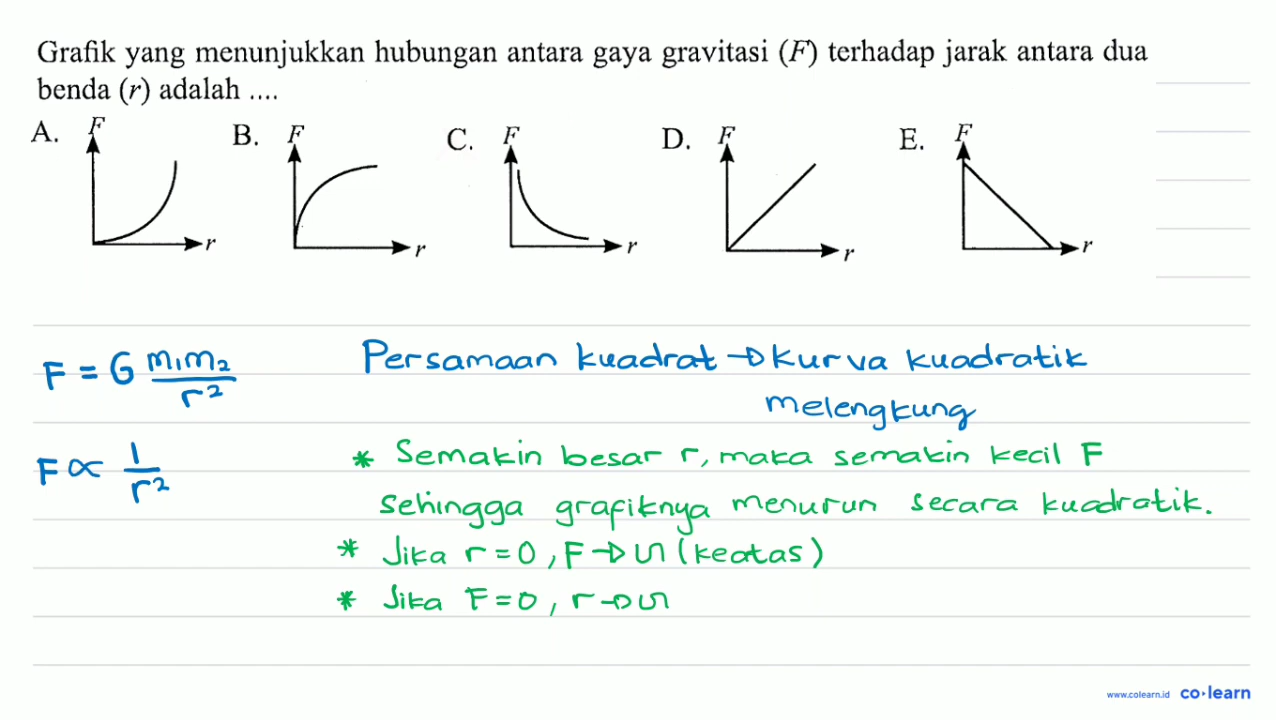 Grafik yang menunjukkan hubungan antara gaya gravitasi (F) terhadap jarak antara dua
benda (r) adalah ....
A. F r B. F r C. F r D. F r E. F r
F = G m₁m₂/r² Persamaan kuadrat → kurva kuadratik
melengkung
F ∝ 1/r² * Semakin besar r, maka semakin kecil F
sehingga grafiknya menurun secara kuadratik.
* Jika r = 0, F → ∽ (keatas)
* Jika F = 0, r → ∽
www.colearn.id co·learn